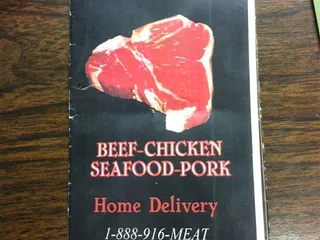 BEEF-CHICKEN
SEAFOOD-PORK
Home Delivery
1-888-916-MEAT